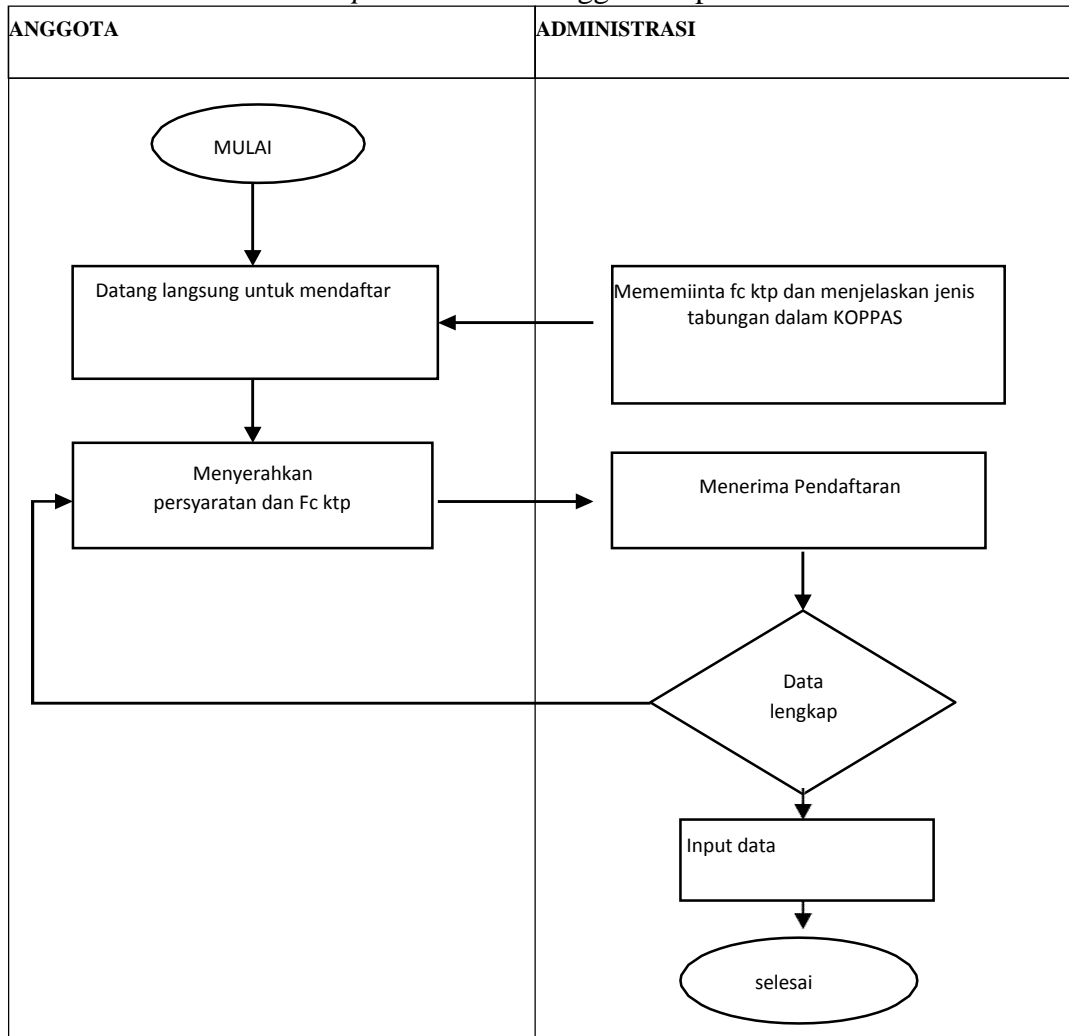 ANGGOTA
ADMINISTRASI
MULAI
Datang langsung untuk mendaftar
Mememiinta fc ktp dan menjelaskan jenis
tabungan dalam KOPPAS
Menyerahkan
persyaratan dan Fc ktp
Menerima Pendaftaran
Data
lengkap
Input data
selesai